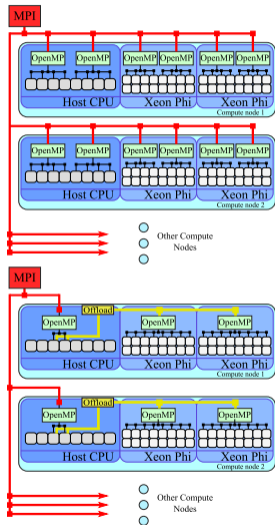 MPI
OpenMP OpenMP OpenMP OpenMP OpenMP OpenMP
Host CPU Xeon Phi Xeon Phi
Compute node 1
OpenMP OpenMP OpenMP OpenMP OpenMP OpenMP
Host CPU Xeon Phi Xeon Phi
Compute node 2
Other Compute
Nodes
MPI
Offload
OpenMP OpenMP OpenMP
Host CPU Xeon Phi Xeon Phi
Compute node 1
Offload
OpenMP OpenMP OpenMP
Host CPU Xeon Phi Xeon Phi
Compute node 2
Other Compute
Nodes